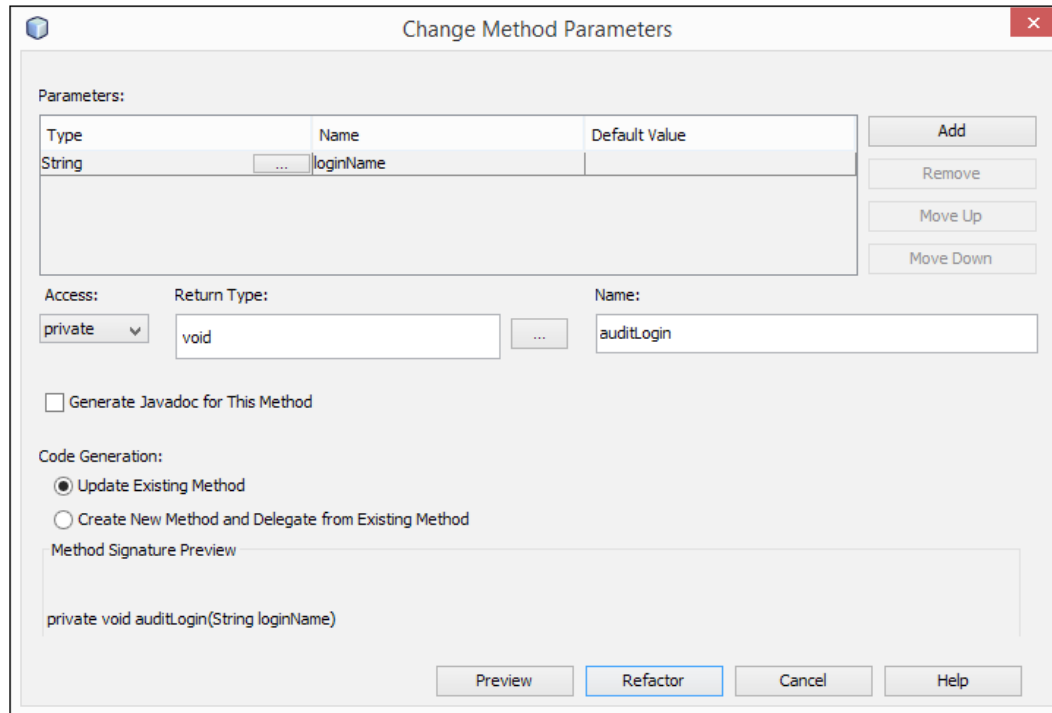 Change Method Parameters
Parameters:
Type Name Default Value
String ... loginName
Add
Remove
Move Up
Move Down
Access: Return Type: Name:
private void ... auditLogin
Generate Javadoc for This Method
Code Generation:
Update Existing Method
Create New Method and Delegate from Existing Method
Method Signature Preview
private void auditLogin(String loginName)
Preview Refactor Cancel Help